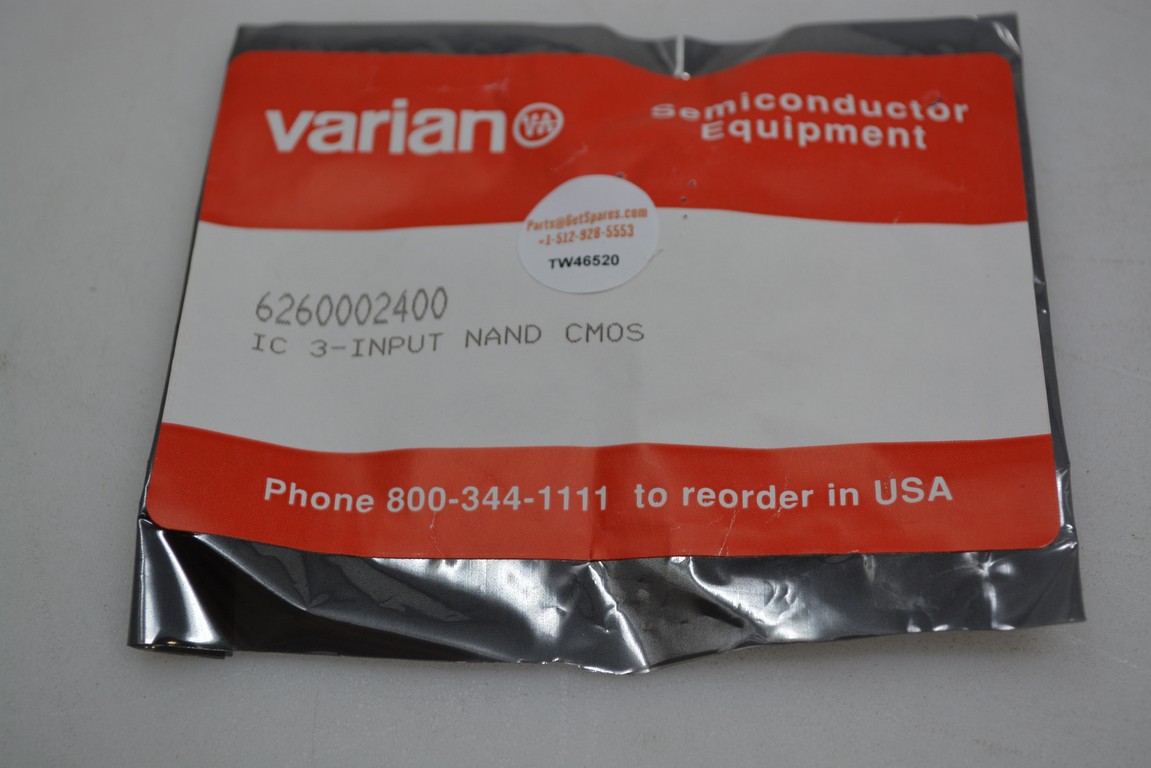 varian VA
Semiconductor
Equipment
Parts@GetSpares.com
+1-512-928-5553
TW46520
6260002400
IC 3-INPUT NAND CMOS
Phone 800-344-1111 to reorder in USA